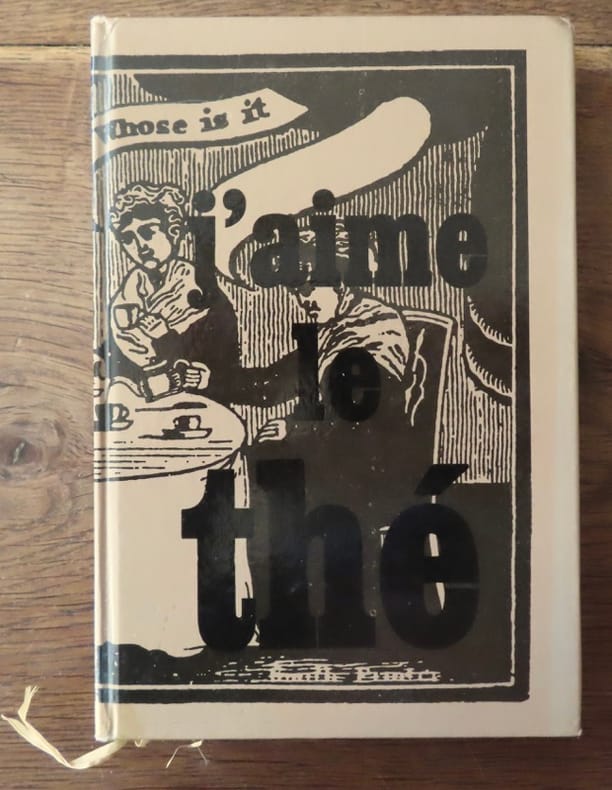 Whose is it
j'aime
le
thé